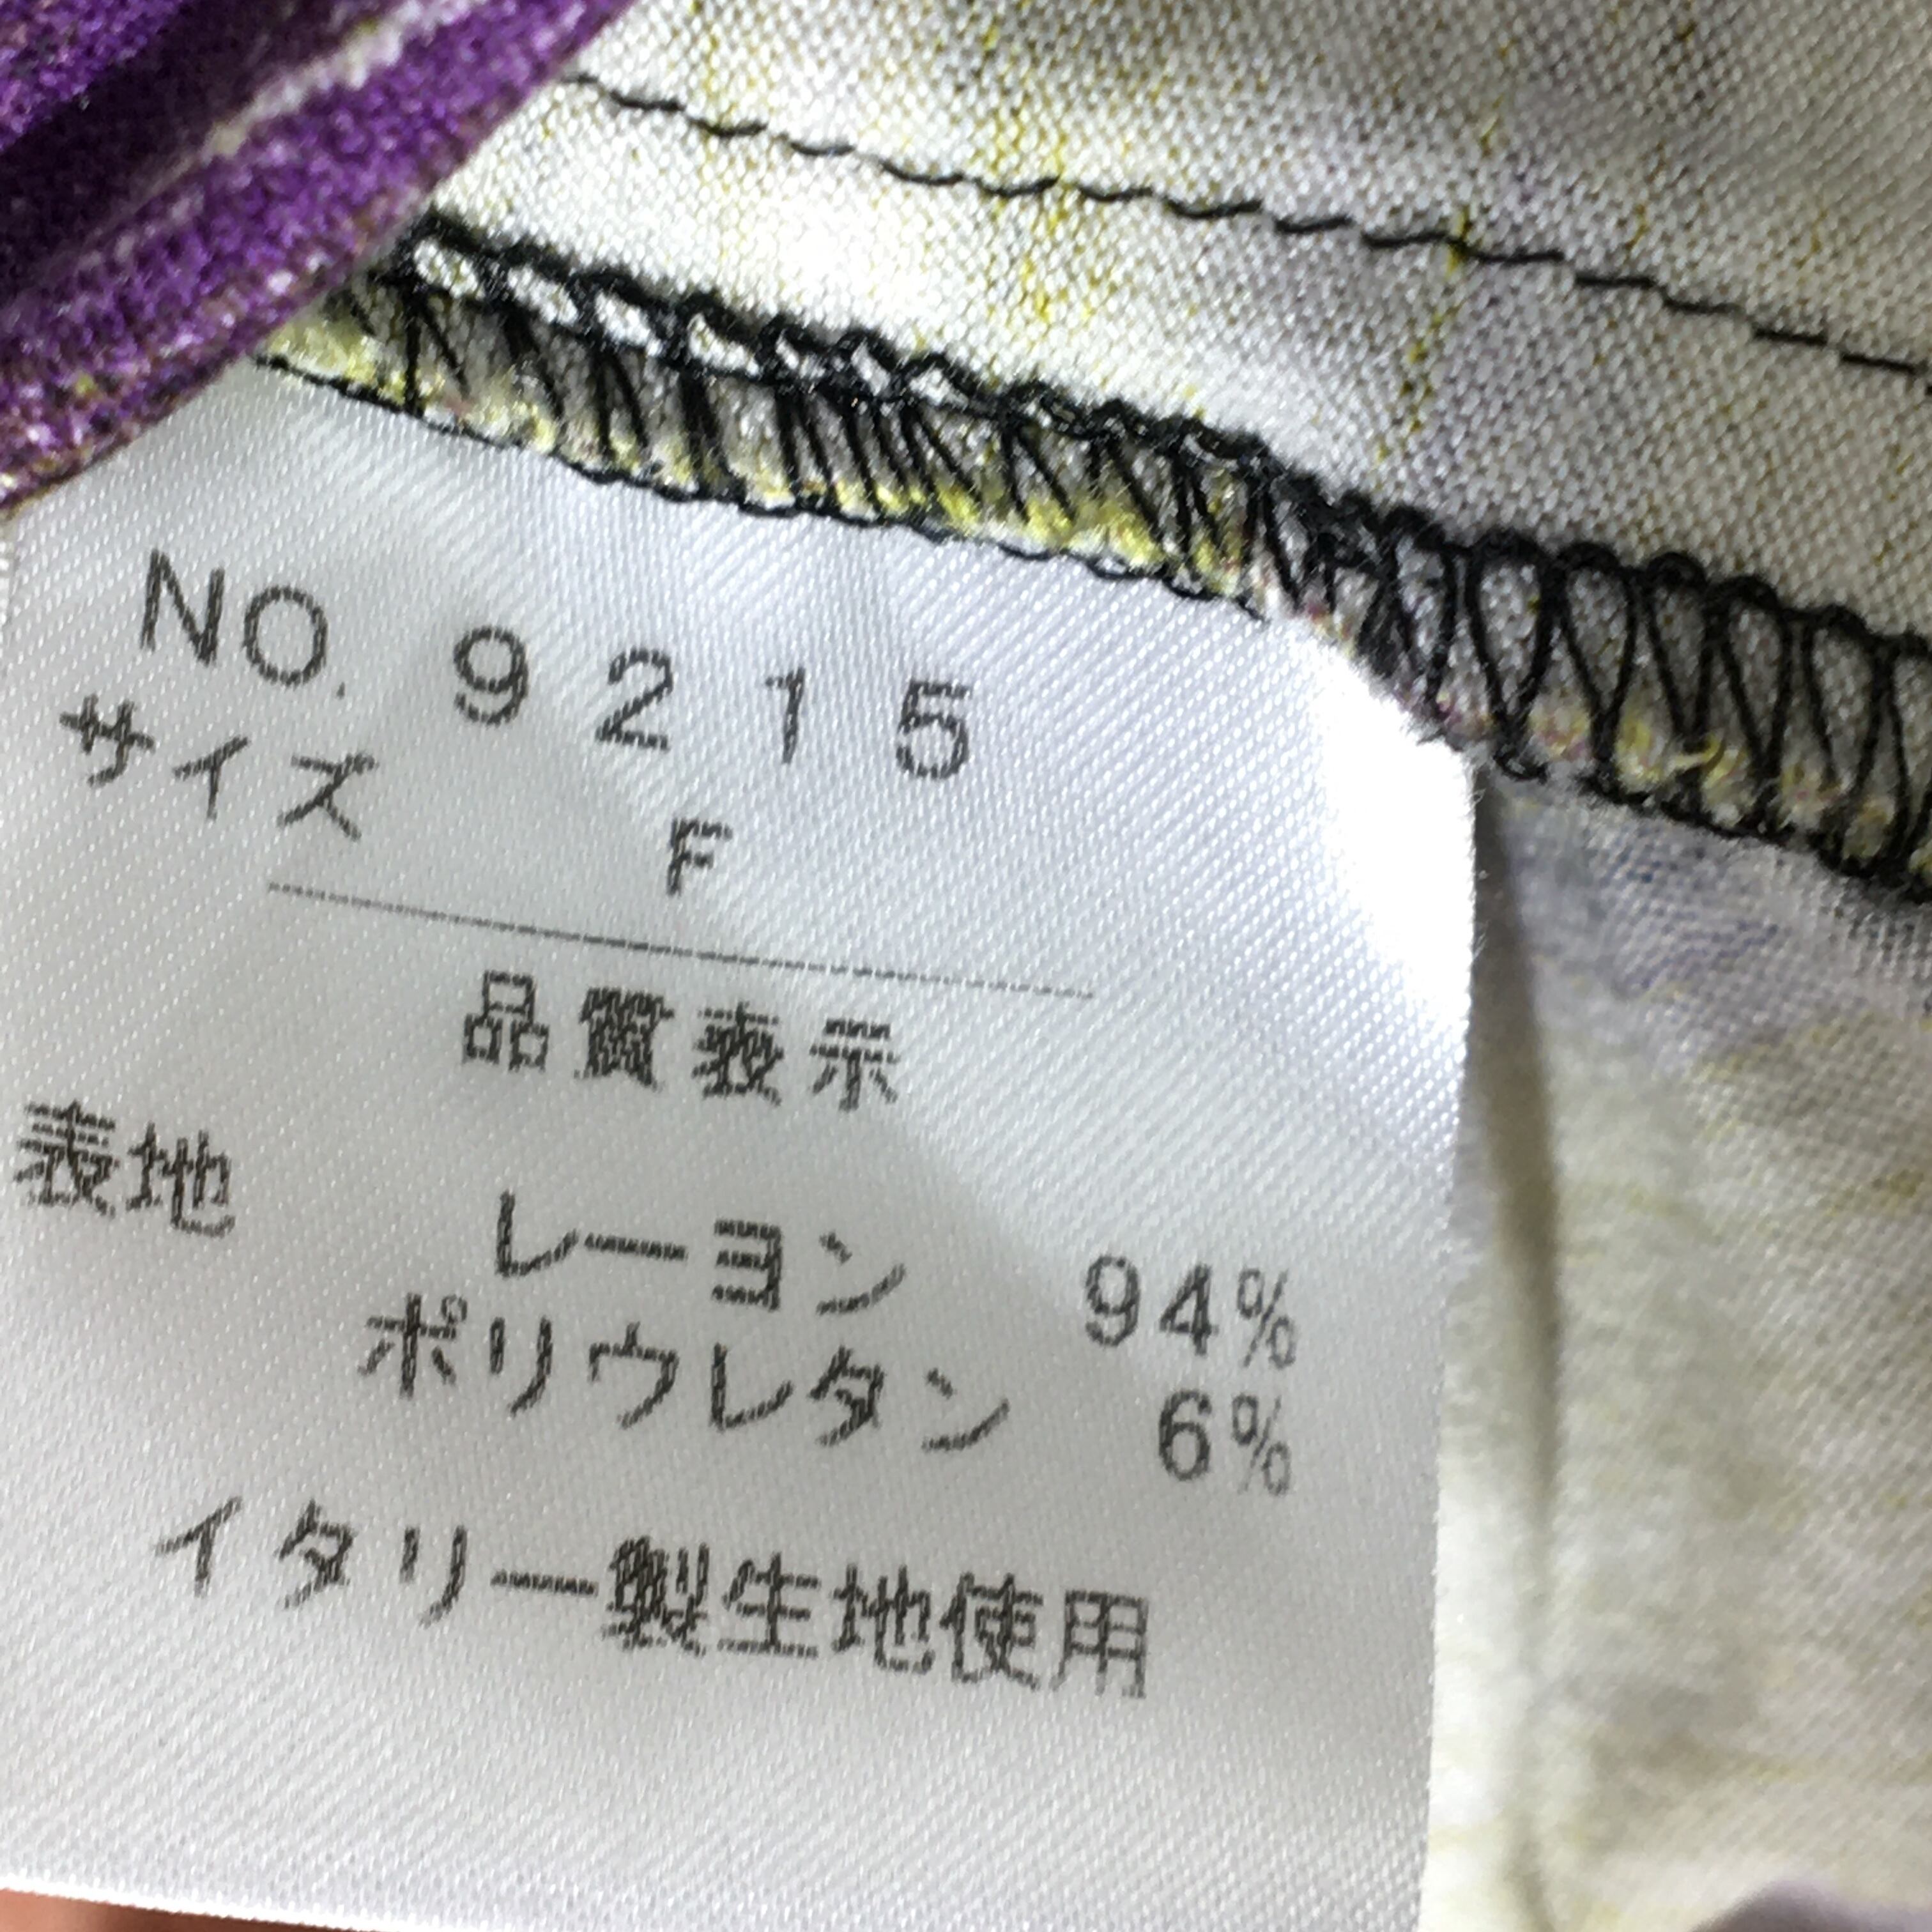 NO. 9215
サイズ F
品質表示
表地 レーヨン 94%
ポリウレタン 6%
イタリー製生地使用